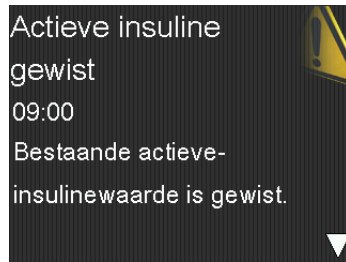 Actieve insuline
gewist
09:00
Bestaande actieve-
insulinewaarde is gewist.